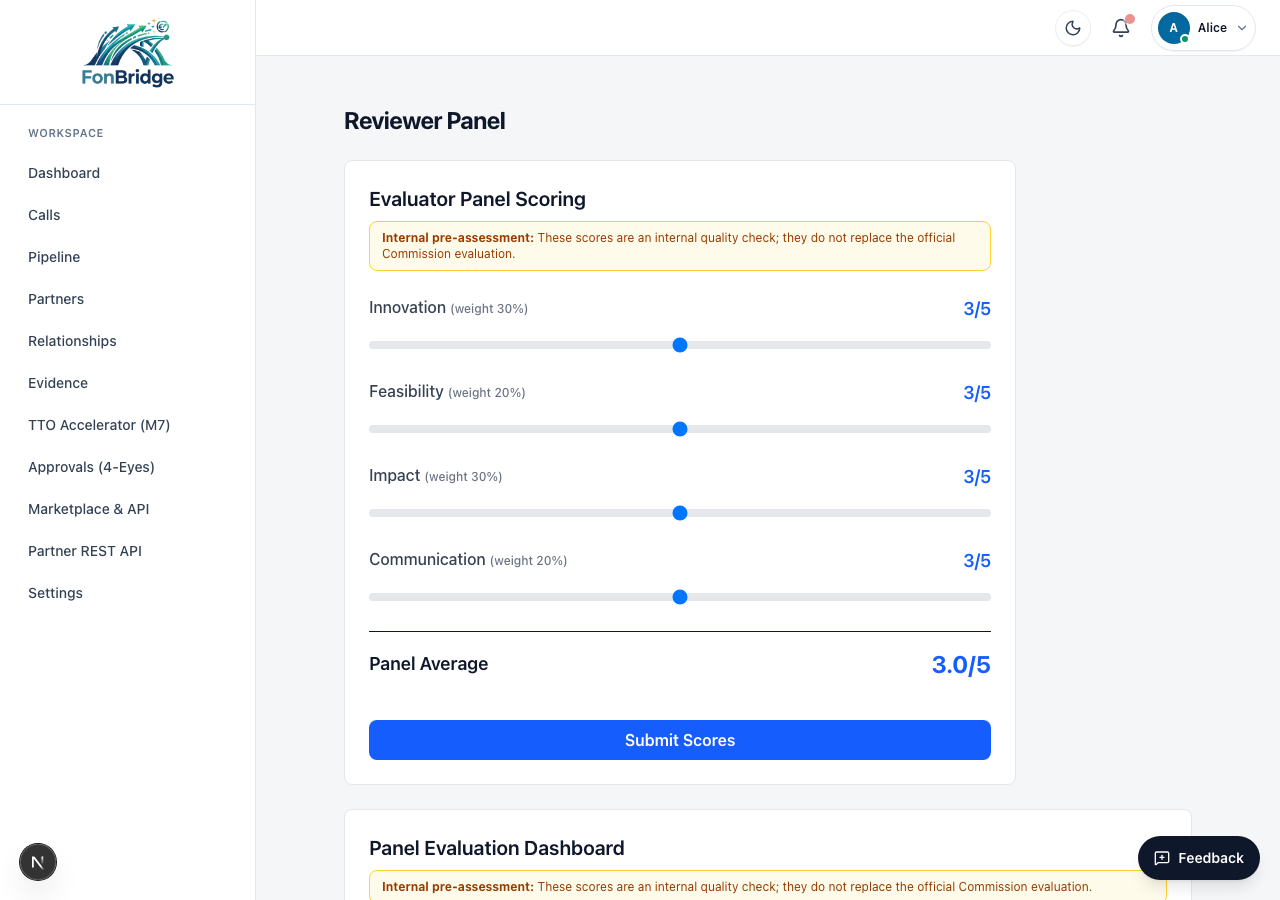 FonBridge
A
Alice
WORKSPACE
Dashboard
Calls
Pipeline
Partners
Relationships
Evidence
TTO Accelerator (M7)
Approvals (4-Eyes)
Marketplace & API
Partner REST API
Settings
N
Reviewer Panel
Evaluator Panel Scoring
Internal pre-assessment: These scores are an internal quality check; they do not replace the official
Commission evaluation.
Innovation (weight 30%) 3/5
Feasibility (weight 20%) 3/5
Impact (weight 30%) 3/5
Communication (weight 20%) 3/5
Panel Average 3.0/5
Submit Scores
Panel Evaluation Dashboard
Internal pre-assessment: These scores are an internal quality check; they do not replace the official Commission evaluation.
Feedback